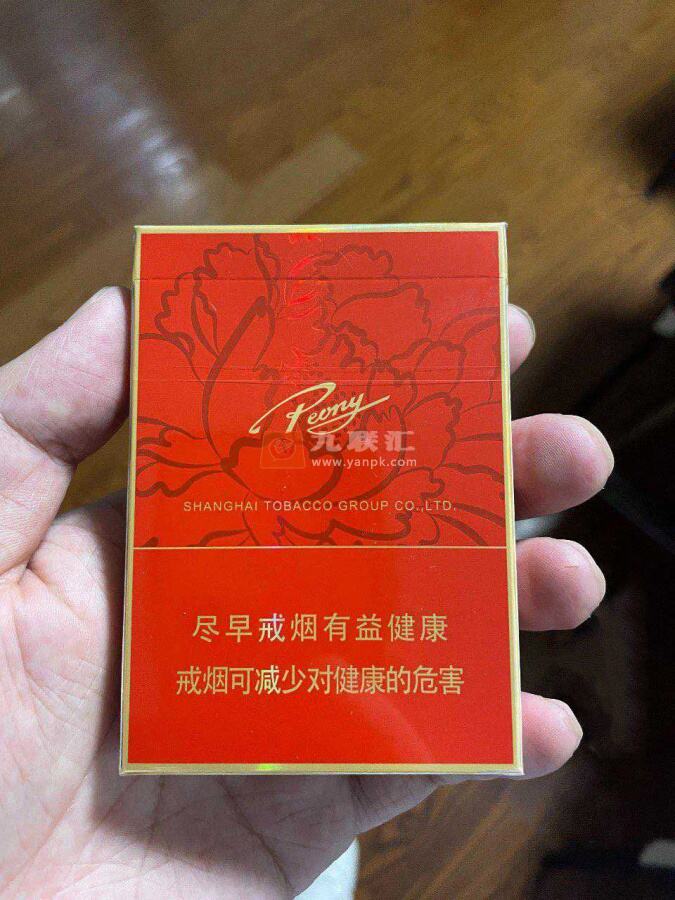 Peony
元联汇
www.yanpk.com
SHANGHAI TOBACCO GROUP CO.,LTD.
尽早戒烟有益健康
戒烟可减少对健康的危害